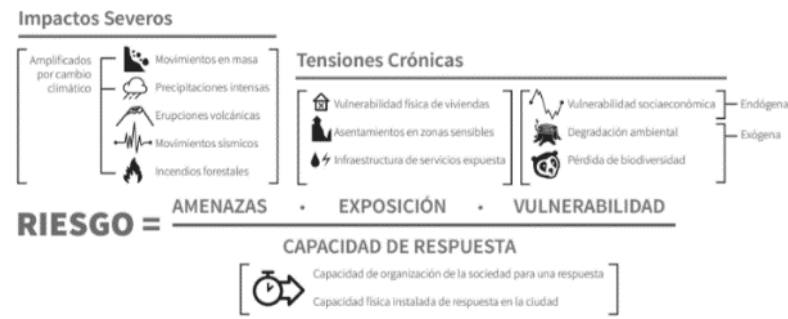 Impactos Severos
Amplificados
por cambio
climático
Movimientos en masa
Precipitaciones intensas
Erupciones volcánicas
Movimientos sísmicos
Incendios forestales
Tensiones Crónicas
Vulnerabilidad física de viviendas
Asentamientos en zonas sensibles
Infraestructura de servicios expuesta
Vulnerabilidad sociaeconómica
Degradación ambiental
Pérdida de biodiversidad
Endógena
Exógena
RIESGO = AMENAZAS · EXPOSICIÓN · VULNERABILIDAD
CAPACIDAD DE RESPUESTA
Capacidad de organización de la sociedad para una respuesta
Capacidad física instalada de respuesta en la ciudad